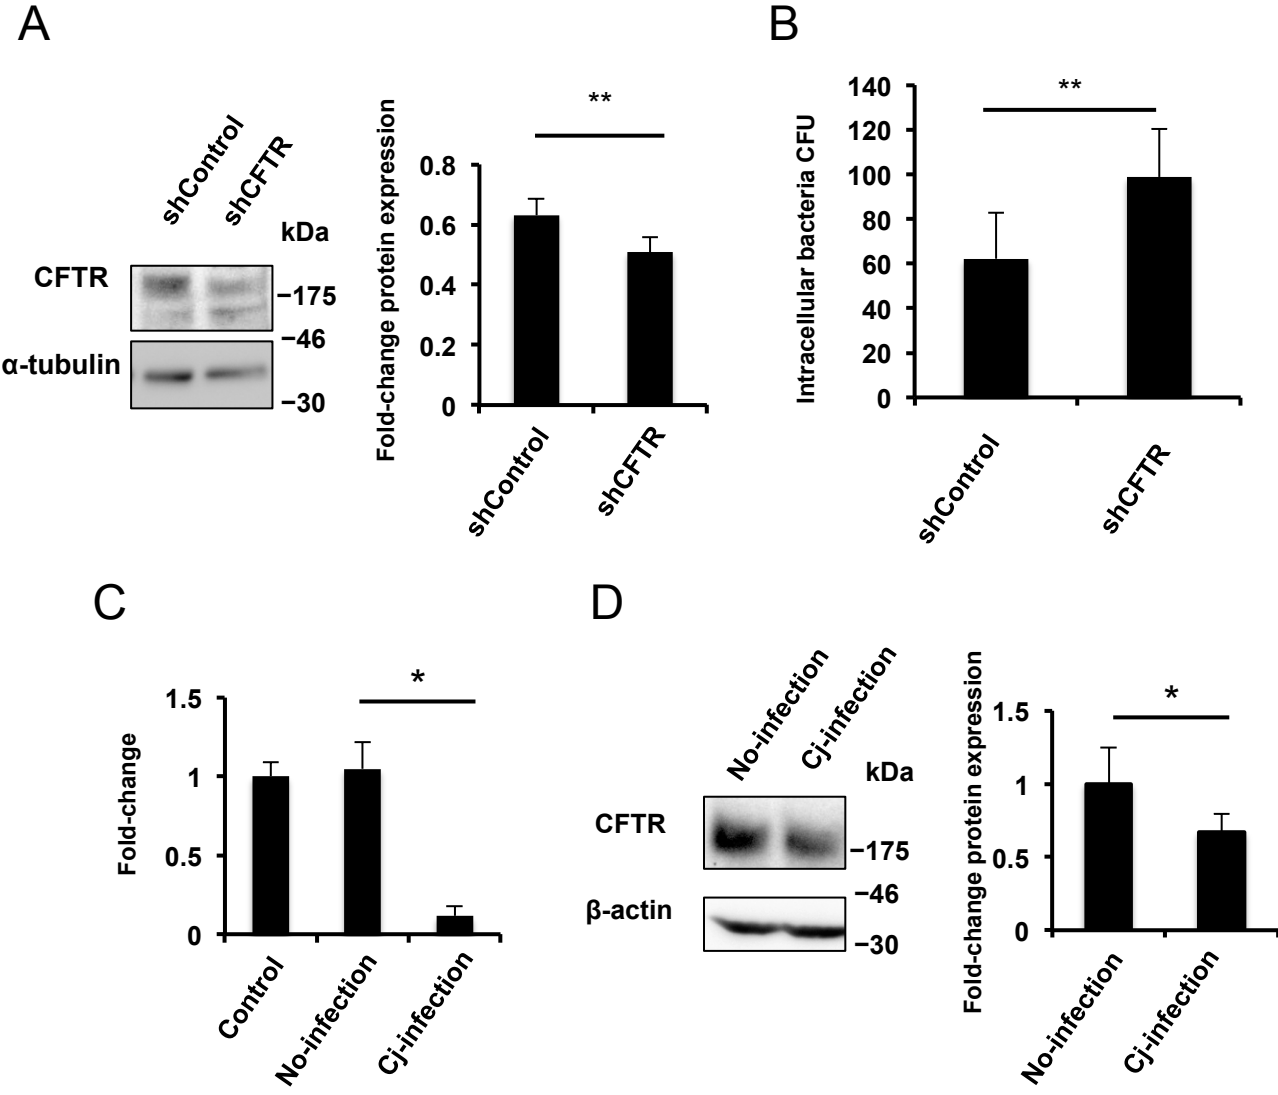 A
shControl
shCFTR
kDa
CFTR
−175
−46
α-tubulin
−30
Fold-change protein expression
**
0.8
0.6
0.4
0.2
0
shControl
shCFTR
B
Intracellular bacteria CFU
**
140
120
100
80
60
40
20
0
shControl
shCFTR
C
Fold-change
*
1.5
1
0.5
0
Control
No-infection
Cj-infection
D
No-infection
Cj-infection
kDa
CFTR
−175
−46
β-actin
−30
Fold-change protein expression
*
1.5
1
0.5
0
No-infection
Cj-infection